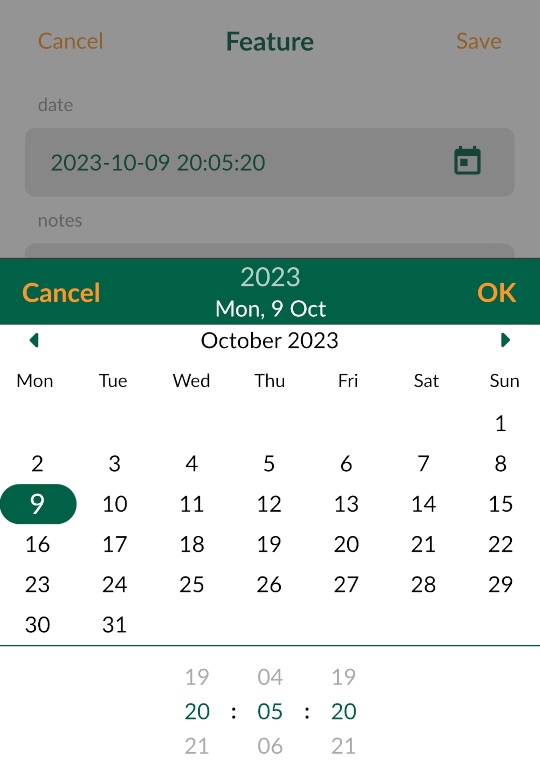 Cancel Feature Save
date
2023-10-09 20:05:20
notes
2023
Cancel OK
Mon, 9 Oct
October 2023
Mon Tue Wed Thu Fri Sat Sun
1
2 3 4 5 6 7 8
9 10 11 12 13 14 15
16 17 18 19 20 21 22
23 24 25 26 27 28 29
30 31
19 04 19
20 : 05 : 20
21 06 21